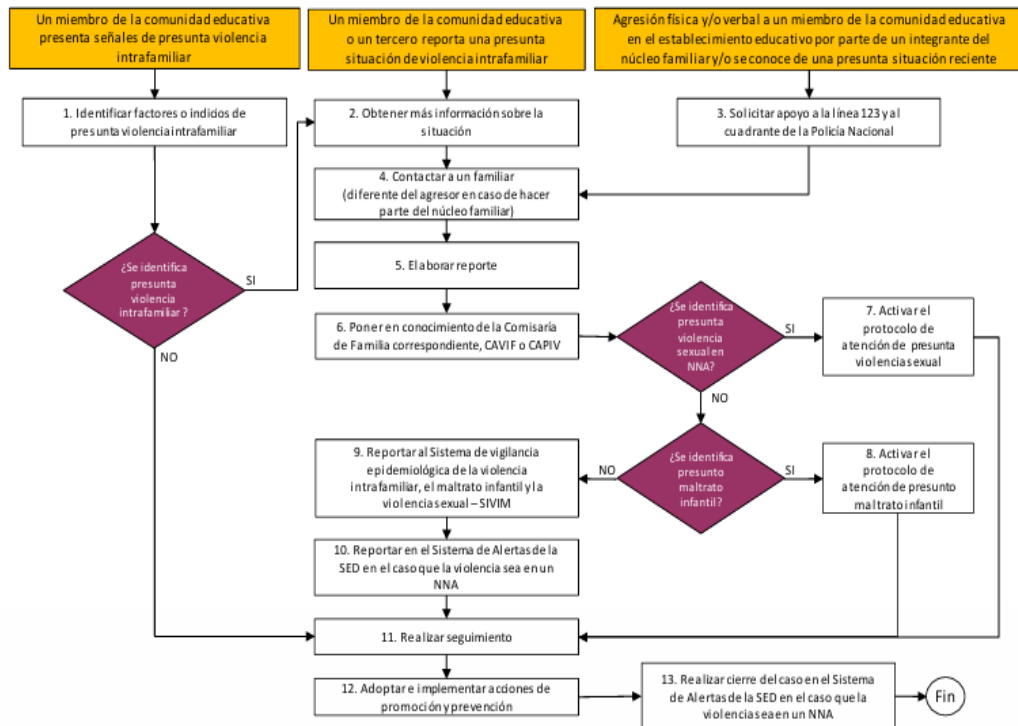 Un miembro de la comunidad educativa
presenta señales de presunta violencia
intrafamiliar
Un miembro de la comunidad educativa
o un tercero reporta una presunta
situación de violencia intrafamiliar
Agresión física y/o verbal a un miembro de la comunidad educativa
en el establecimiento educativo por parte de un integrante del
núcleo familiar y/o se conoce de una presunta situación reciente
1. Identificar factores o indicios de
presunta violencia intrafamiliar
2. Obtener más información sobre la
situación
3. Solicitar apoyo a la línea 123 y al
cuadrante de la Policía Nacional
4. Contactar a un familiar
(diferente del agresor en caso de hacer
parte del núcleo familiar)
¿Se identifica
presunta
violencia
intrafamiliar ?
SI
NO
5. Elaborar reporte
6. Poner en conocimiento de la Comisaría
de Familia correspondiente, CAVIF o CAPIV
¿Se identifica
presunta
violencia
sexual en
NNA?
SI
NO
7. Activar el
protocolo de
atención de presunta
violencia sexual
¿Se identifica
presunto
maltrato
infantil?
SI
NO
8. Activar el
protocolo de
atención de presunto
maltrato infantil
9. Reportar al Sistema de vigilancia
epidemiológica de la violencia
intrafamiliar, el maltrato infantil y la
violencia sexual – SIVIM
10. Reportar en el Sistema de Alertas de la
SED en el caso que la violencia sea en un
NNA
11. Realizar seguimiento
12. Adoptar e implementar acciones de
promoción y prevención
13. Realizar cierre del caso en el Sistema
de Alertas de la SED en el caso que la
violencia sea en un NNA
Fin